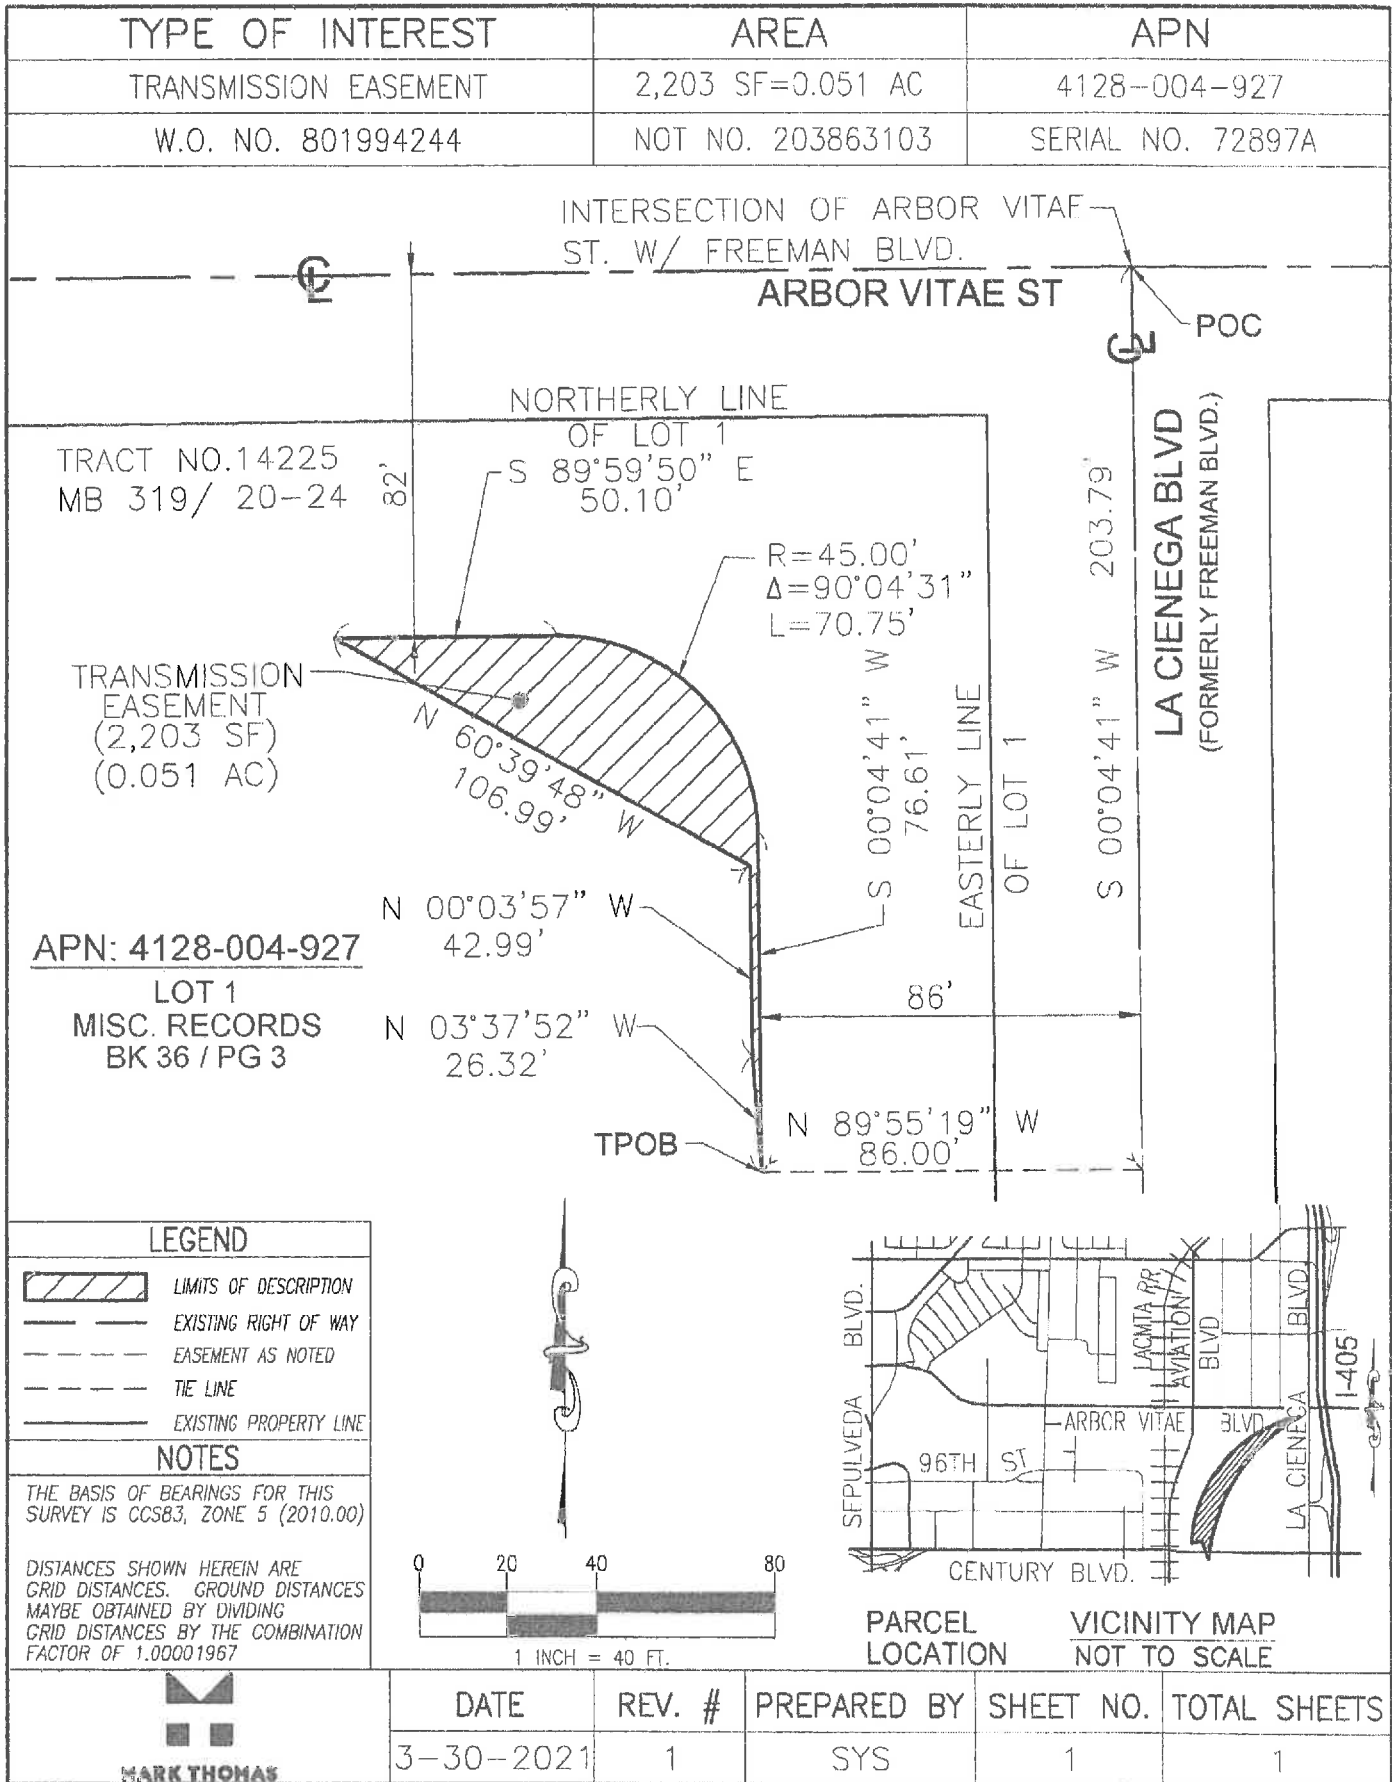 TYPE OF INTEREST AREA APN
TRANSMISSION EASEMENT 2,203 SF=0.051 AC 4128-004-927
W.O. NO. 801994244 NOT NO. 203863103 SERIAL NO. 72897A
INTERSECTION OF ARBOR VITAE
ST. W/ FREEMAN BLVD.
ARBOR VITAE ST
POC
NORTHERLY LINE
OF LOT 1
TRACT NO.14225
MB 319/ 20-24
82'
S 89°59'50" E
50.10'
R=45.00'
Δ=90°04'31"
L=70.75'
TRANSMISSION
EASEMENT
(2,203 SF)
(0.051 AC)
N 60°39'48" W
106.99'
S 00°04'41" W
76.61'
EASTERLY LINE
OF LOT 1
S 00°04'41" W 203.79'
LA CIENEGA BLVD
(FORMERLY FREEMAN BLVD.)
N 00°03'57" W
42.99'
APN: 4128-004-927
LOT 1
MISC. RECORDS
BK 36 / PG 3
86'
N 03°37'52" W
26.32'
TPOB
N 89°55'19" W
86.00'
LEGEND
LIMITS OF DESCRIPTION
EXISTING RIGHT OF WAY
EASEMENT AS NOTED
TIE LINE
EXISTING PROPERTY LINE
NOTES
THE BASIS OF BEARINGS FOR THIS
SURVEY IS CCS83, ZONE 5 (2010.00)
DISTANCES SHOWN HEREIN ARE
GRID DISTANCES. GROUND DISTANCES
MAYBE OBTAINED BY DIVIDING
GRID DISTANCES BY THE COMBINATION
FACTOR OF 1.00001967
0 20 40 80
1 INCH = 40 FT.
SEPULVEDA BLVD.
LACMTA RR
AVIATION
BLVD
LA CIENEGA BLVD
I-405
ARBOR VITAE BLVD
96TH ST
CENTURY BLVD.
PARCEL
LOCATION
VICINITY MAP
NOT TO SCALE
MARK THOMAS
DATE REV. # PREPARED BY SHEET NO. TOTAL SHEETS
3-30-2021 1 SYS 1 1